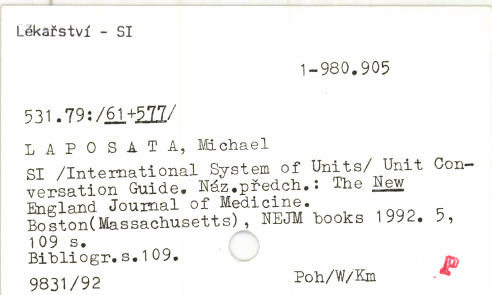 Lékařství - SI
1-980.905
531.79:/61+577/
L A P O S A T A, Michael
SI /International System of Units/ Unit Con-
versation Guide. Náz.předch.: The New
England Journal of Medicine.
Boston(Massachusetts), NEJM books 1992. 5,
109 s.
Bibliogr.s.109.
9831/92
Poh/W/Km
P